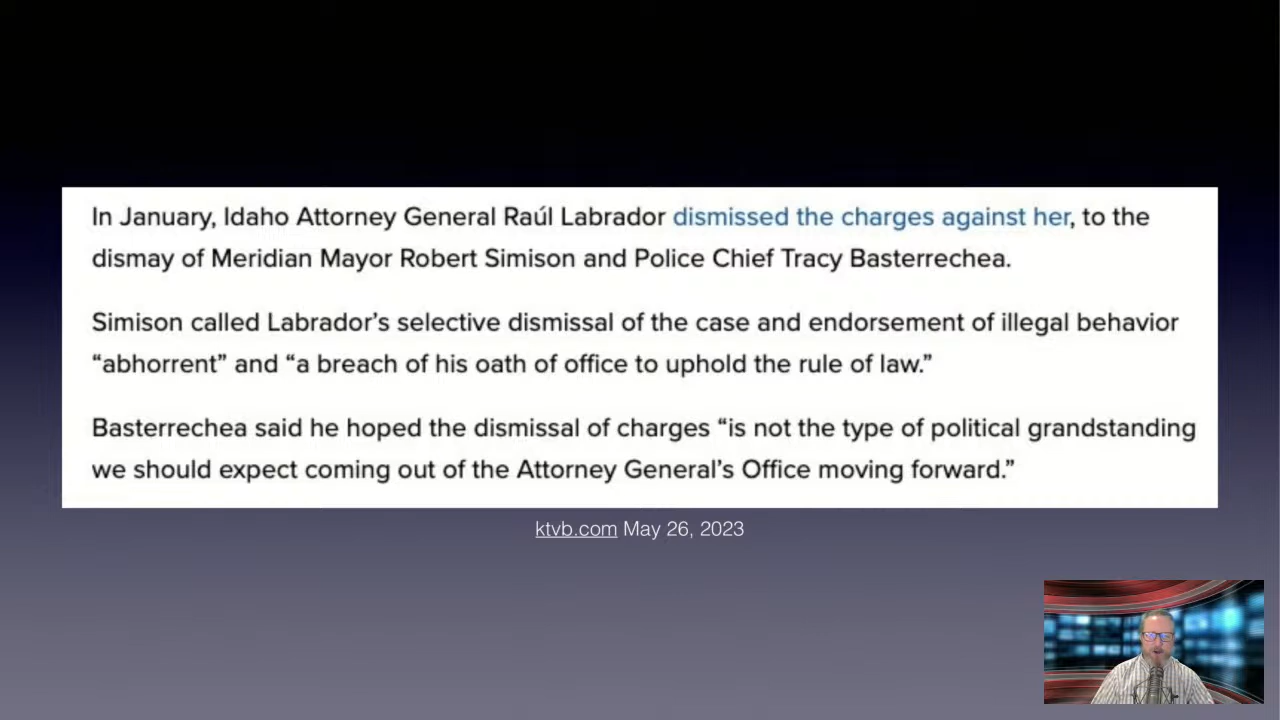 In January, Idaho Attorney General Raúl Labrador dismissed the charges against her, to the
dismay of Meridian Mayor Robert Simison and Police Chief Tracy Basterrechea.
Simison called Labrador’s selective dismissal of the case and endorsement of illegal behavior
“abhorrent” and “a breach of his oath of office to uphold the rule of law.”
Basterrechea said he hoped the dismissal of charges “is not the type of political grandstanding
we should expect coming out of the Attorney General’s Office moving forward.”
ktvb.com May 26, 2023